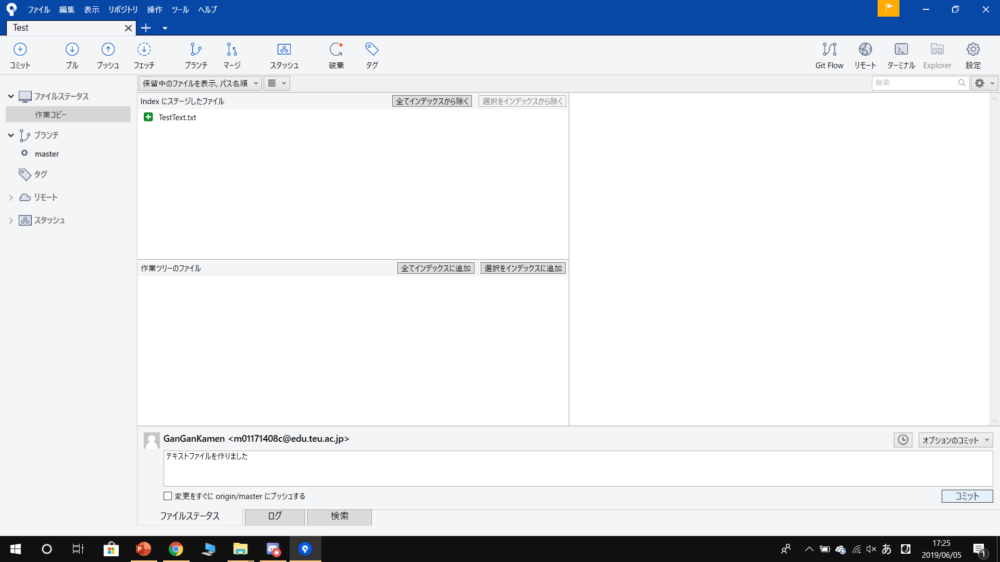 ファイル 編集 表示 リポジトリ 操作 ツール ヘルプ
Test
コミット プル プッシュ フェッチ ブランチ マージ スタッシュ 破棄 タグ Git Flow リモート ターミナル Explorer 設定
保留中のファイルを表示, パス名順
検索
ファイルステータス
作業コピー
ブランチ
master
タグ
リモート
スタッシュ
Index にステージしたファイル 全てインデックスから除く 選択をインデックスから除く
TestText.txt
作業ツリーのファイル 全てインデックスに追加 選択をインデックスに追加
GanGanKamen <m01171408c@edu.teu.ac.jp>
オプションのコミット
テキストファイルを作りました
変更をすぐに origin/master にプッシュする
コミット
ファイルステータス ログ 検索
あ
17:25
2019/06/05
1